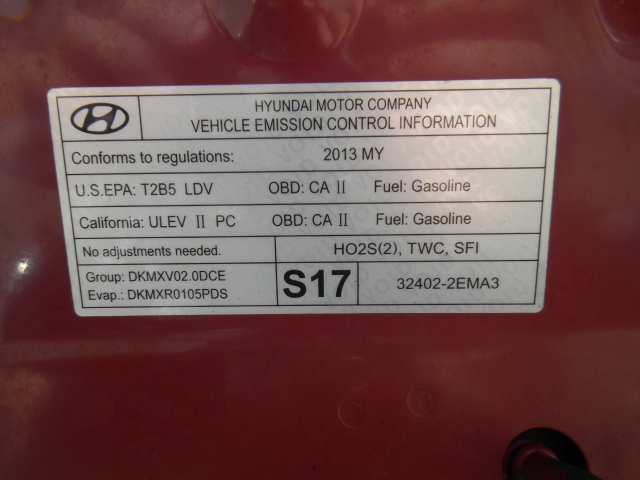 HYUNDAI MOTOR COMPANY
VEHICLE EMISSION CONTROL INFORMATION
Conforms to regulations: 2013 MY
U.S.EPA: T2B5 LDV OBD: CA II Fuel: Gasoline
California: ULEV II PC OBD: CA II Fuel: Gasoline
No adjustments needed. HO2S(2), TWC, SFI
Group: DKMXV02.0DCE
Evap.: DKMXR0105PDS
S17
32402-2EMA3